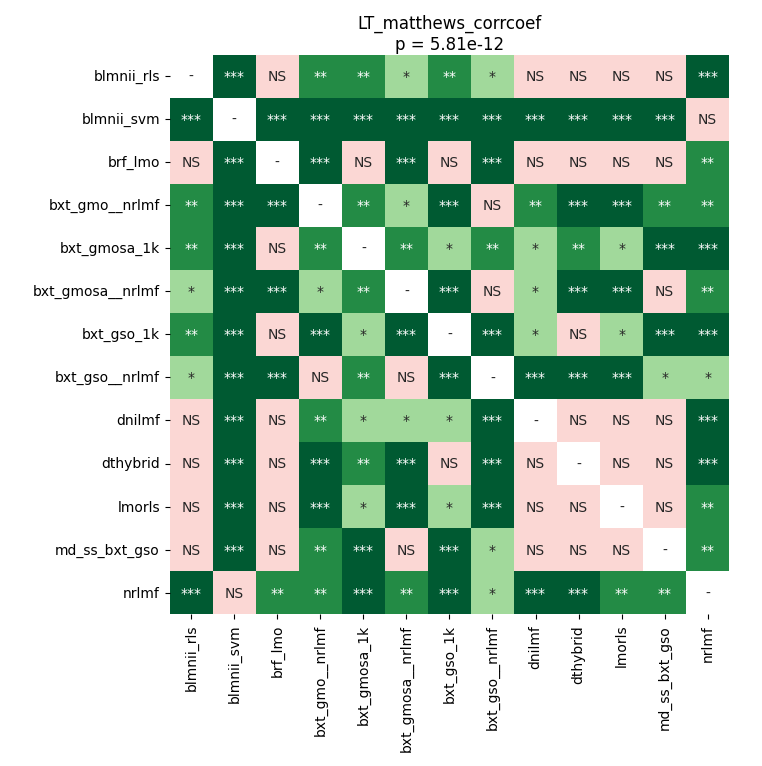 LT_matthews_corrcoef
p = 5.81e-12
blmnii_rls - *** NS ** ** * ** * NS NS NS NS ***
blmnii_svm *** - *** *** *** *** *** *** *** *** *** *** NS
brf_lmo NS *** - *** NS *** NS *** NS NS NS NS **
bxt_gmo__nrlmf ** *** *** - ** * *** NS ** *** *** ** **
bxt_gmosa_1k ** *** NS ** - ** * ** * ** * *** ***
bxt_gmosa__nrlmf * *** *** * ** - *** NS * *** *** NS **
bxt_gso_1k ** *** NS *** * *** - *** * NS * *** ***
bxt_gso__nrlmf * *** *** NS ** NS *** - *** *** *** * *
dnilmf NS *** NS ** * * * *** - NS NS NS ***
dthybrid NS *** NS *** ** *** NS *** NS - NS NS ***
lmorls NS *** NS *** * *** * *** NS NS - NS **
md_ss_bxt_gso NS *** NS ** *** NS *** * NS NS NS - **
nrlmf *** NS ** ** *** ** *** * *** *** ** ** -
blmnii_rls blmnii_svm brf_lmo bxt_gmo__nrlmf bxt_gmosa_1k bxt_gmosa__nrlmf bxt_gso_1k bxt_gso__nrlmf dnilmf dthybrid lmorls md_ss_bxt_gso nrlmf